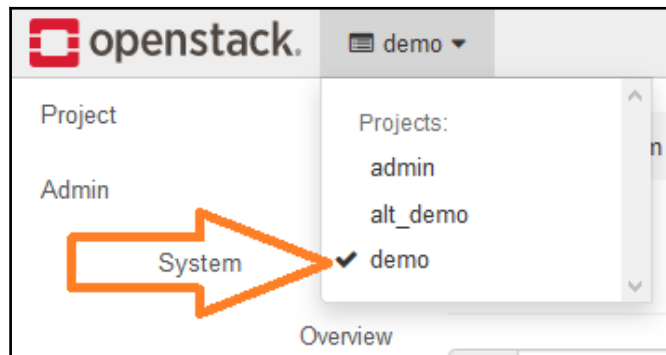 openstack. demo
Project
Projects:
admin
Admin
alt_demo
System
demo
Overview